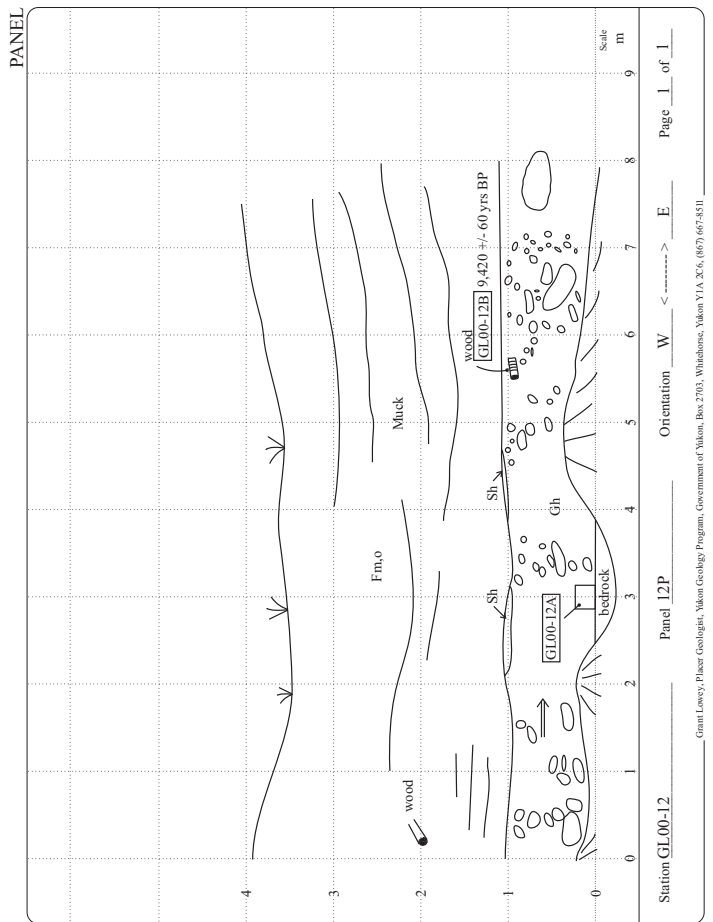 PANEL
4
3
2
1
0
Fm,o
Muck
wood
Sh
Sh
wood
GL00-12B 9,420 +/- 60 yrs BP
Gh
GL00-12A
bedrock
0 1 2 3 4 5 6 7 8 9 m
Scale
Station GL00-12 Panel 12P Orientation W < -------- > E Page 1 of 1
Grant Lowey, Placer Geologist, Yukon Geology Program, Government of Yukon, Box 2703, Whitehorse, Yukon Y1A 2C6, (867) 667-8511